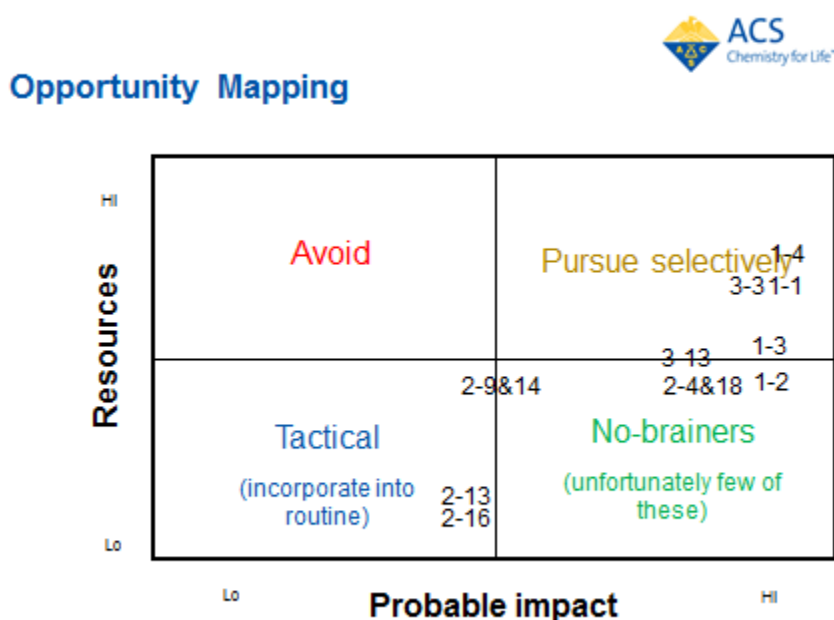 ACS
Chemistry for Life™
A C S
Opportunity Mapping
HI
Avoid
Pursue selectively
1-4
3-3 1-1
Resources
1-3
3-13
2-9&14
2-4&18
1-2
Tactical
No-brainers
(incorporate into
routine)
(unfortunately few of
these)
2-13
2-16
Lo
Lo
HI
Probable impact